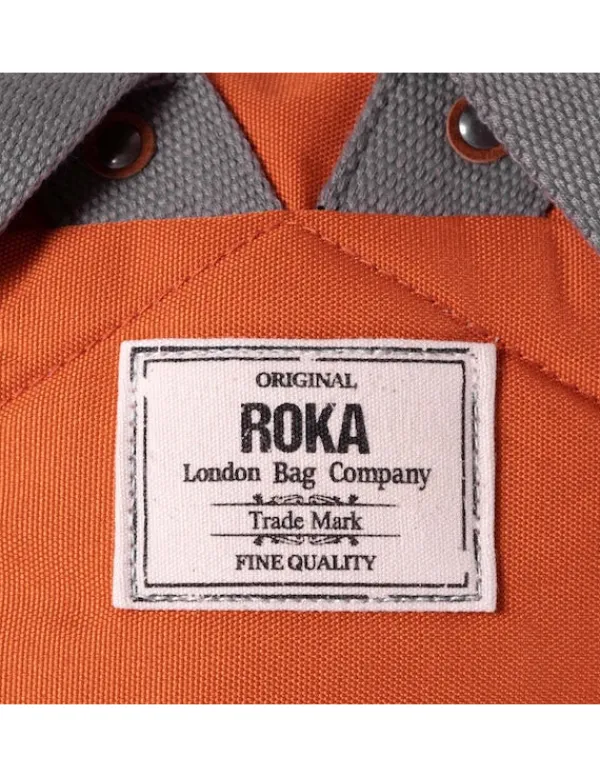 ORIGINAL
ROKA
London Bag Company
Trade Mark
FINE QUALITY